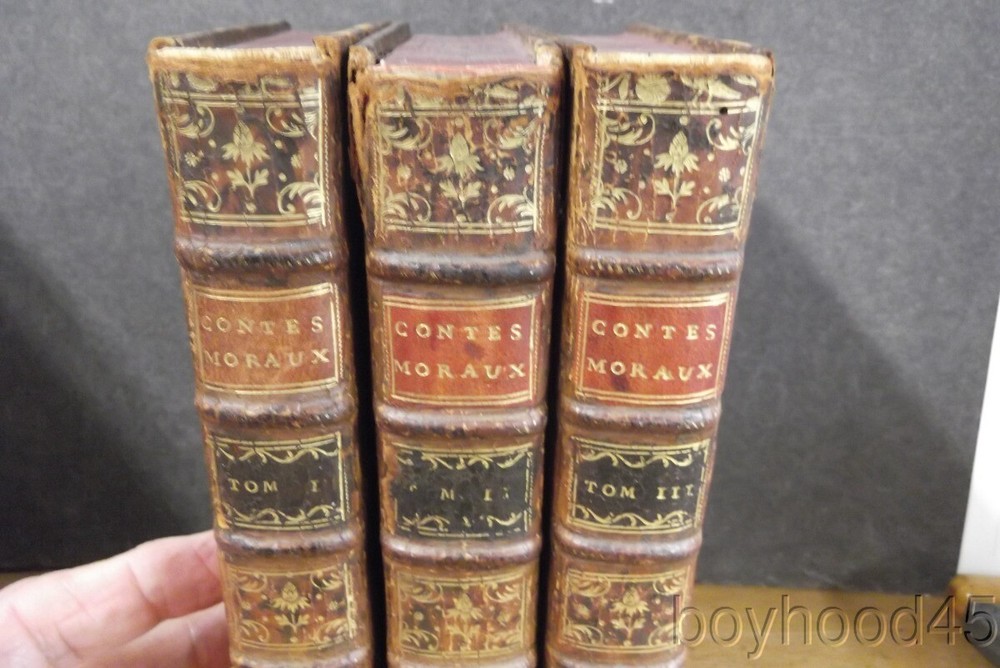 CONTES
MORAUX
TOM I
CONTES
MORAUX
CONTES
MORAUX
TOM III
boyhood45